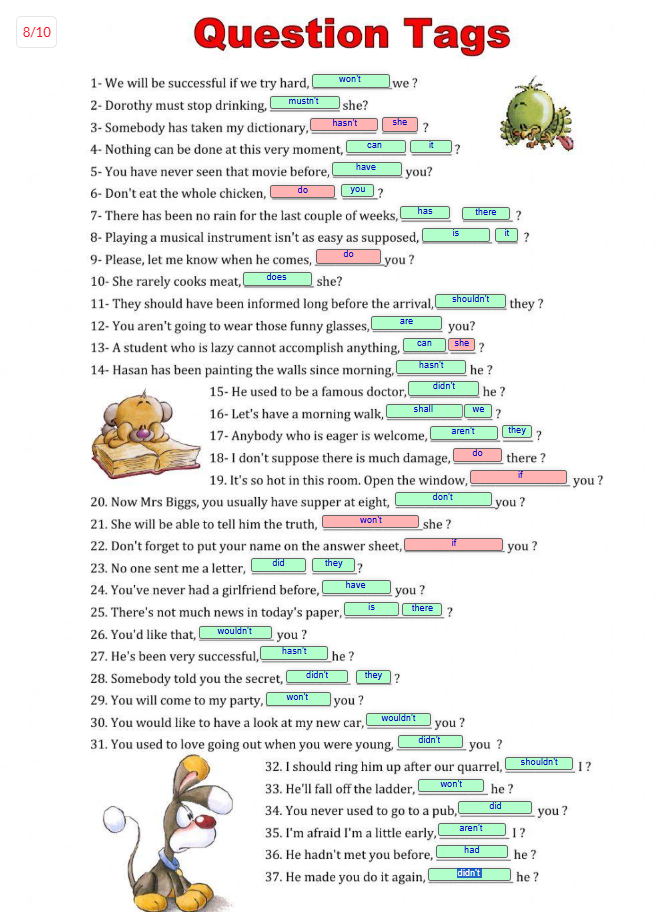 8/10
Question Tags
1- We will be successful if we try hard, won't we ?
2- Dorothy must stop drinking, mustn't she?
3- Somebody has taken my dictionary, hasn't she ?
4- Nothing can be done at this very moment, can it ?
5- You have never seen that movie before, have you?
6- Don't eat the whole chicken, do you ?
7- There has been no rain for the last couple of weeks, has there ?
8- Playing a musical instrument isn't as easy as supposed, is it ?
9- Please, let me know when he comes, do you ?
10- She rarely cooks meat, does she?
11- They should have been informed long before the arrival, shouldn't they ?
12- You aren't going to wear those funny glasses, are you?
13- A student who is lazy cannot accomplish anything, can she ?
14- Hasan has been painting the walls since morning, hasn't he ?
15- He used to be a famous doctor, didn't he ?
16- Let's have a morning walk, shall we ?
17- Anybody who is eager is welcome, aren't they ?
18- I don't suppose there is much damage, do there ?
19. It's so hot in this room. Open the window, if you ?
20. Now Mrs Biggs, you usually have supper at eight, don't you ?
21. She will be able to tell him the truth, won't she ?
22. Don't forget to put your name on the answer sheet, if you ?
23. No one sent me a letter, did they ?
24. You've never had a girlfriend before, have you ?
25. There's not much news in today's paper, is there ?
26. You'd like that, wouldn't you ?
27. He's been very successful, hasn't he ?
28. Somebody told you the secret, didn't they ?
29. You will come to my party, won't you ?
30. You would like to have a look at my new car, wouldn't you ?
31. You used to love going out when you were young, didn't you ?
32. I should ring him up after our quarrel, shouldn't I ?
33. He'll fall off the ladder, won't he ?
34. You never used to go to a pub, did you ?
35. I'm afraid I'm a little early, aren't I ?
36. He hadn't met you before, had he ?
37. He made you do it again, didn't he ?